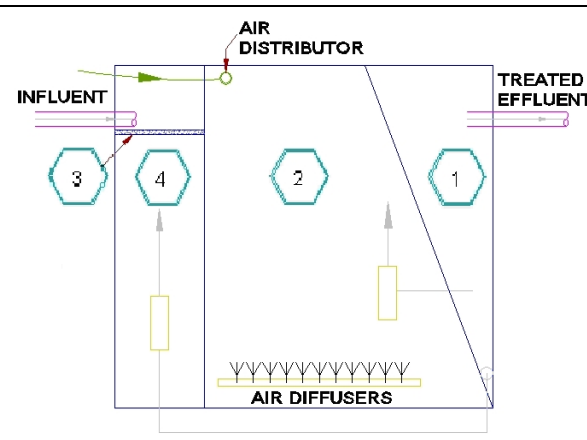 AIR
DISTRIBUTOR
INFLUENT
TREATED
EFFLUENT
3
4
2
1
AIR DIFFUSERS